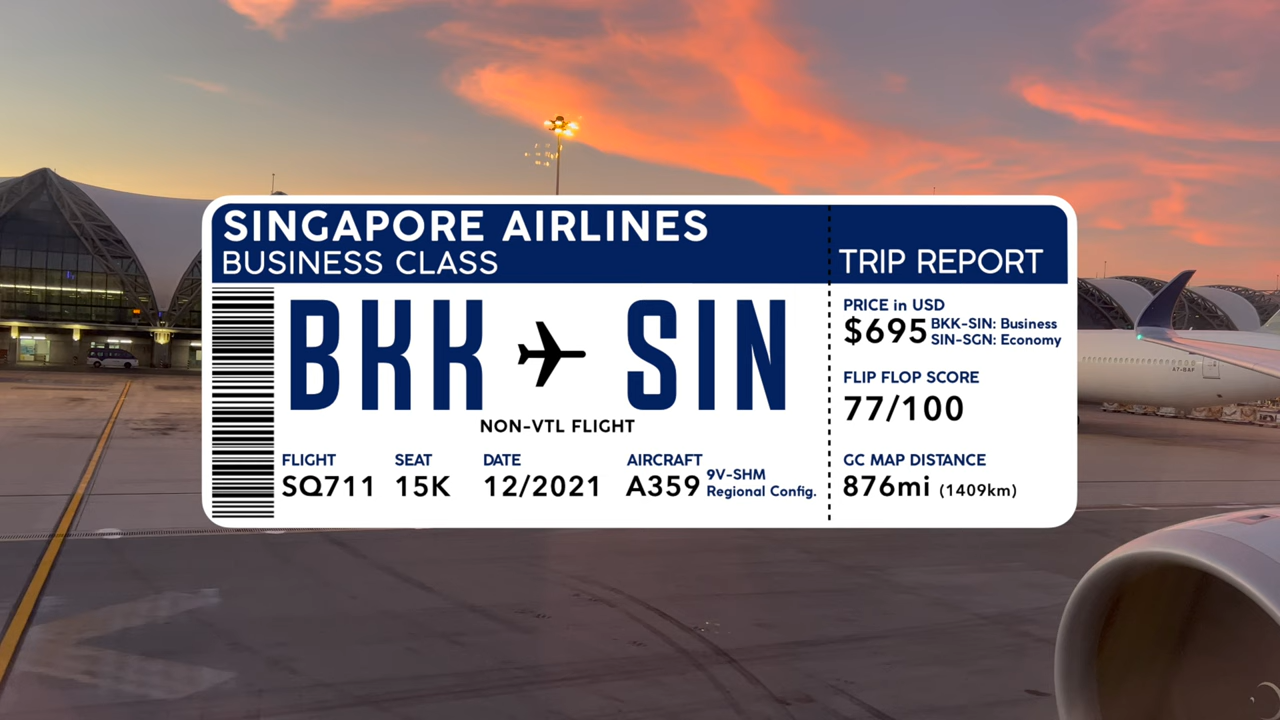 SINGAPORE AIRLINES
BUSINESS CLASS
TRIP REPORT
BKK SIN
NON-VTL FLIGHT
FLIGHT SEAT DATE AIRCRAFT
SQ711 15K 12/2021 A359 9V-SHM
Regional Config.
PRICE in USD
$695 BKK-SIN: Business
SIN-SGN: Economy
FLIP FLOP SCORE
77/100
GC MAP DISTANCE
876mi (1409km)
A7-BAF